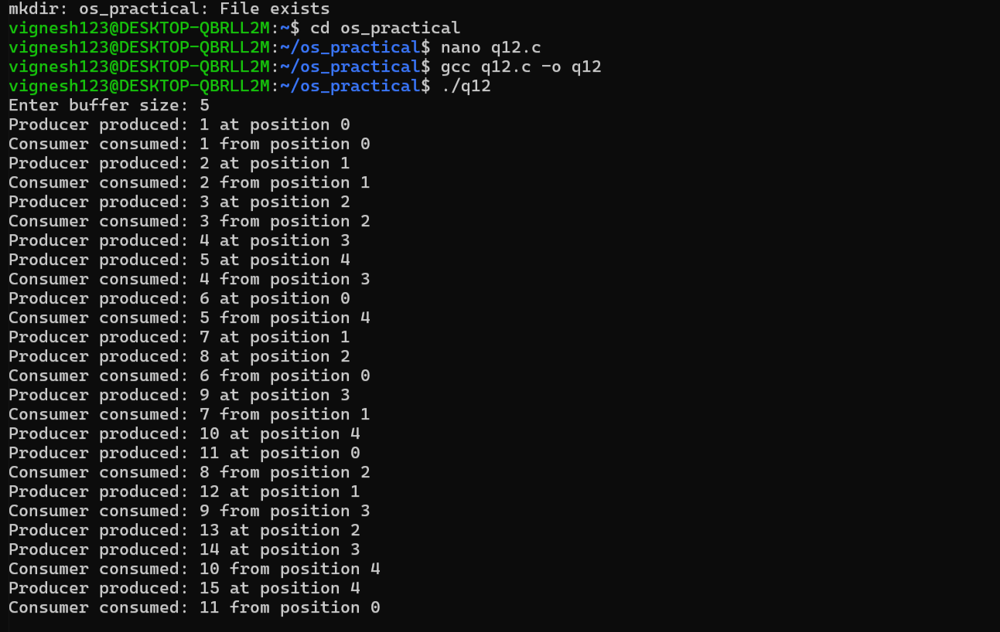 mkdir: os_practical: File exists
vignesh123@DESKTOP-QBRLL2M:~$ cd os_practical
vignesh123@DESKTOP-QBRLL2M:~/os_practical$ nano q12.c
vignesh123@DESKTOP-QBRLL2M:~/os_practical$ gcc q12.c -o q12
vignesh123@DESKTOP-QBRLL2M:~/os_practical$ ./q12
Enter buffer size: 5
Producer produced: 1 at position 0
Consumer consumed: 1 from position 0
Producer produced: 2 at position 1
Consumer consumed: 2 from position 1
Producer produced: 3 at position 2
Consumer consumed: 3 from position 2
Producer produced: 4 at position 3
Producer produced: 5 at position 4
Consumer consumed: 4 from position 3
Producer produced: 6 at position 0
Consumer consumed: 5 from position 4
Producer produced: 7 at position 1
Producer produced: 8 at position 2
Consumer consumed: 6 from position 0
Producer produced: 9 at position 3
Consumer consumed: 7 from position 1
Producer produced: 10 at position 4
Producer produced: 11 at position 0
Consumer consumed: 8 from position 2
Producer produced: 12 at position 1
Consumer consumed: 9 from position 3
Producer produced: 13 at position 2
Producer produced: 14 at position 3
Consumer consumed: 10 from position 4
Producer produced: 15 at position 4
Consumer consumed: 11 from position 0